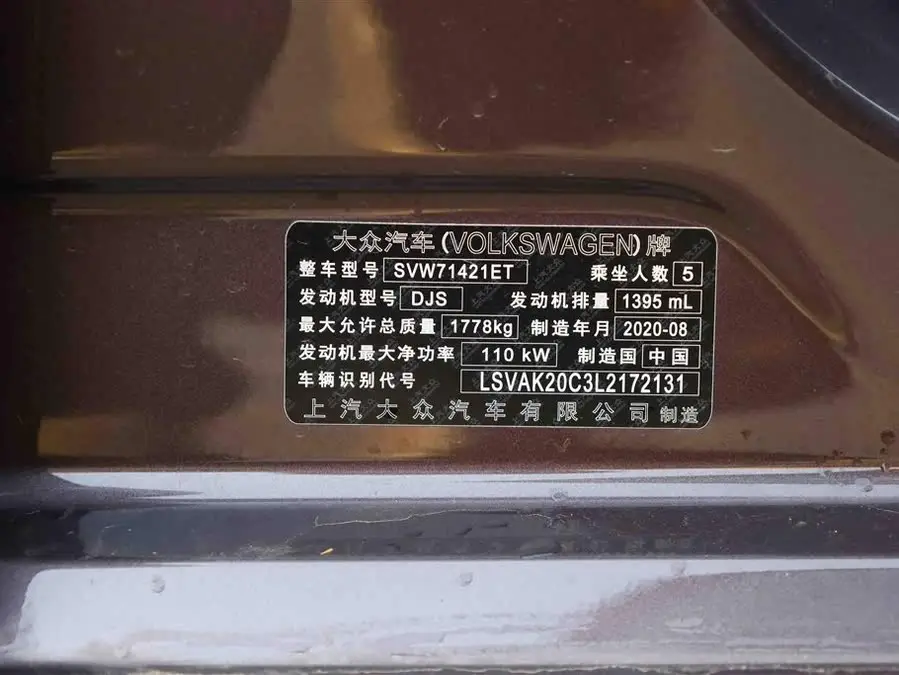 大众汽车(VOLKSWAGEN)牌
整车型号 SVW71421ET 乘坐人数 5
发动机型号 DJS 发动机排量 1395 mL
最大允许总质量 1778kg 制造年月 2020-08
发动机最大净功率 110 kW 制造国 中国
车辆识别代号 LSVAK20C3L2172131
上汽大众汽车有限公司 制造